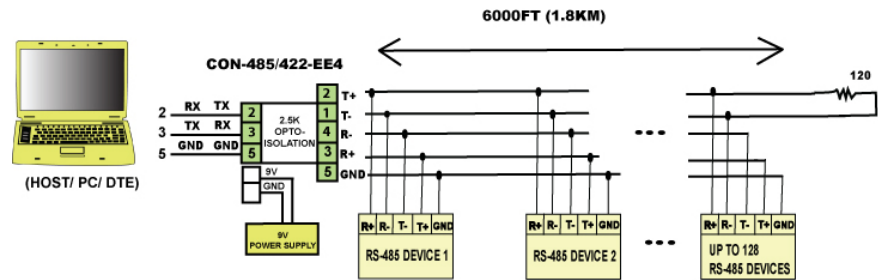 6000FT (1.8KM)
CON-485/422-EE4
120
2 RX TX 2
3 TX RX 3
5 GND GND 5
2.5K
OPTO-
ISOLATION
2 T+
1 T-
4 R-
3 R+
5 GND
(HOST/ PC/ DTE)
9V
GND
9V
POWER SUPPLY
R+ R- T- T+ GND
RS-485 DEVICE 1
R+ R- T- T+ GND
RS-485 DEVICE 2
R+ R- T- T+ GND
UP TO 128
RS-485 DEVICES